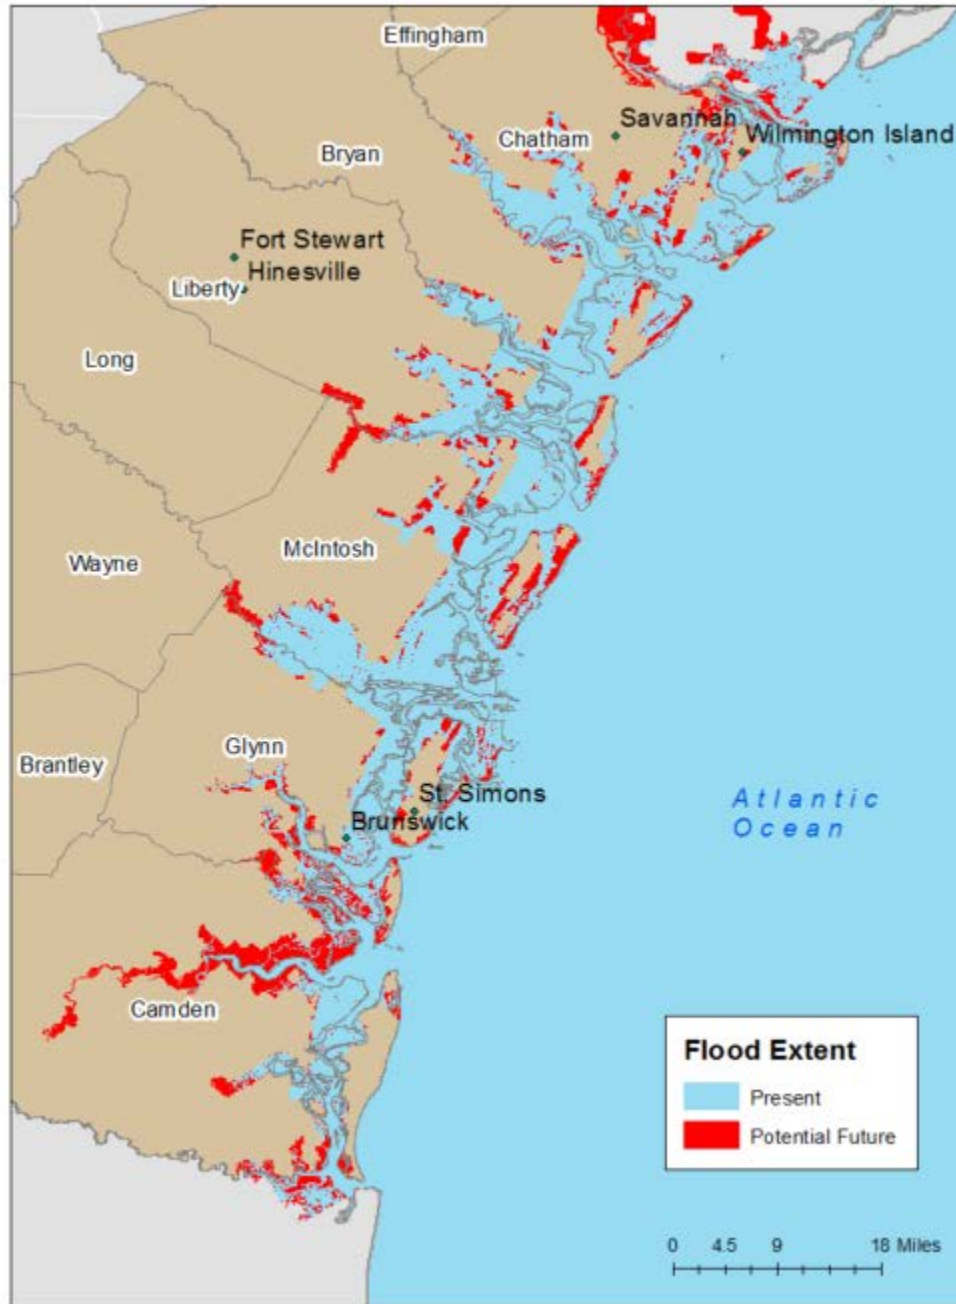 Effingham
Savannah
Chatham
Wilmington Island
Bryan
Fort Stewart
Hinesville
Liberty
Long
McIntosh
Wayne
Glynn
Brantley
St. Simons
Brunswick
Atlantic
Ocean
Camden
Flood Extent
Present
Potential Future
0 4.5 9 18 Miles